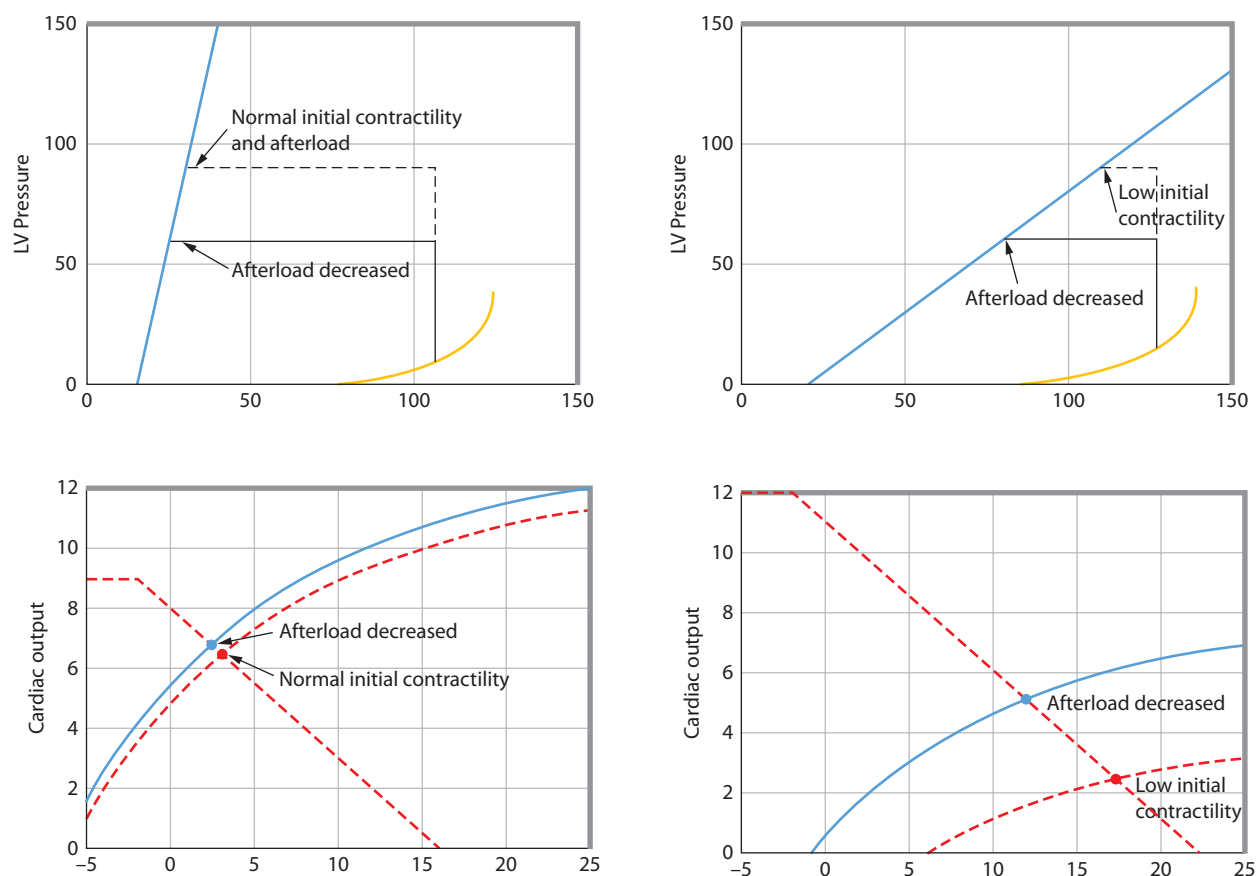 150
100
50
0
LV Pressure
Normal initial contractility
and afterload
Afterload decreased
0
50
100
150
150
100
50
0
LV Pressure
Low initial
contractility
Afterload decreased
0
50
100
150
12
10
8
6
4
2
0
Cardiac output
Afterload decreased
Normal initial contractility
–5
0
5
10
15
20
25
12
10
8
6
4
2
0
Cardiac output
Afterload decreased
Low initial
contractility
–5
0
5
10
15
20
25